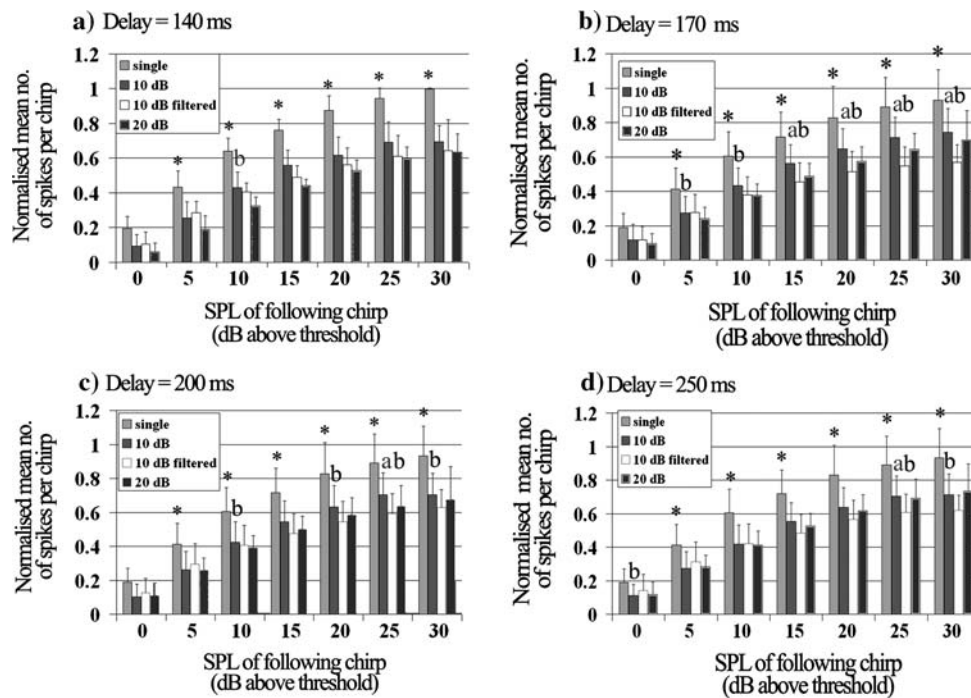 a) Delay = 140 ms
Normalised mean no.
of spikes per chirp
1.2
1
0.8
0.6
0.4
0.2
0
single
10 dB
10 dB filtered
20 dB
* * * * * *
b
0 5 10 15 20 25 30
SPL of following chirp
(dB above threshold)
b) Delay = 170 ms
Normalised mean no.
of spikes per chirp
1.2
1
0.8
0.6
0.4
0.2
0
single
10 dB
10 dB filtered
20 dB
* * * * * *
b b ab ab ab ab
0 5 10 15 20 25 30
SPL of following chirp
(dB above threshold)
c) Delay = 200 ms
Normalised mean no.
of spikes per chirp
1.2
1
0.8
0.6
0.4
0.2
0
single
10 dB
10 dB filtered
20 dB
* * * * * *
b b ab b
0 5 10 15 20 25 30
SPL of following chirp
(dB above threshold)
d) Delay = 250 ms
Normalised mean no.
of spikes per chirp
1.2
1
0.8
0.6
0.4
0.2
0
single
10 dB
10 dB filtered
20 dB
* * * * * *
b ab b
0 5 10 15 20 25 30
SPL of following chirp
(dB above threshold)